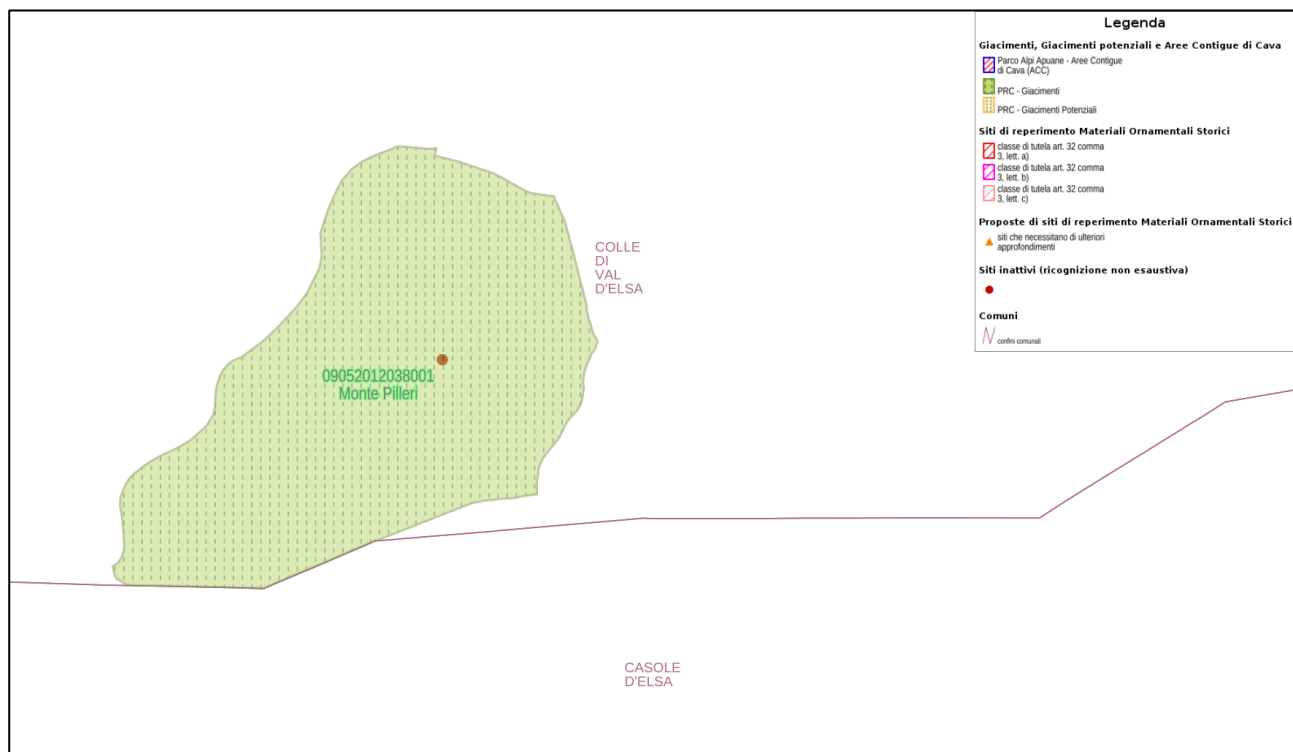 Legenda
Giacimenti, Giacimenti potenziali e Aree Contigue di Cava
Parco Alpi Apuane - Aree Contigue
di Cava (ACC)
PRC - Giacimenti
PRC - Giacimenti Potenziali
Siti di reperimento Materiali Ornamentali Storici
classe di tutela art. 32 comma
3, lett. a)
classe di tutela art. 32 comma
3, lett. b)
classe di tutela art. 32 comma
3, lett. c)
Proposte di siti di reperimento Materiali Ornamentali Storici
siti che necessitano di ulteriori
approfondimenti
Siti inattivi (ricognizione non esaustiva)
Comuni
confini comunali
COLLE
DI
VAL
D'ELSA
09052012038001
Monte Pilleri
CASOLE
D'ELSA